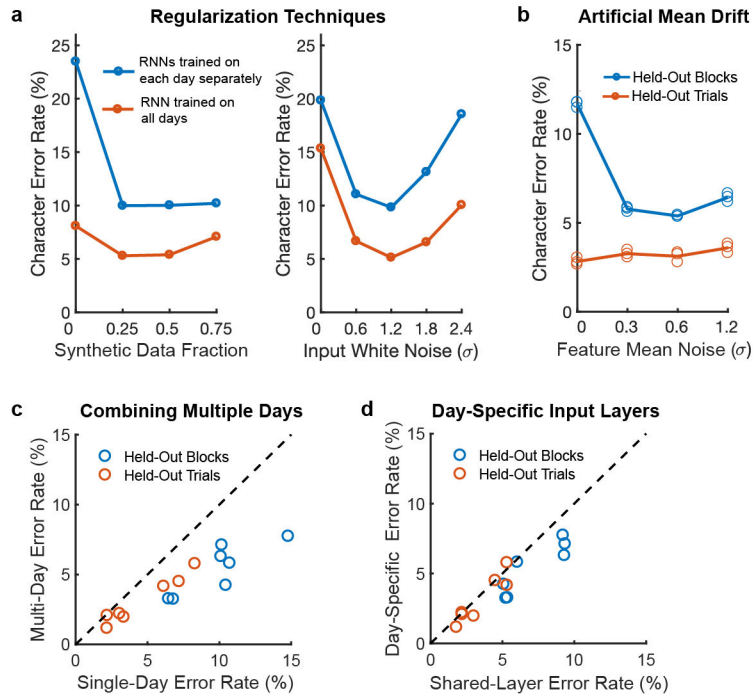 a
Regularization Techniques
Character Error Rate (%)
25
20
15
10
5
0
RNNs trained on
each day separately
RNN trained on
all days
0
0.25
0.5
0.75
Synthetic Data Fraction
Character Error Rate (%)
25
20
15
10
5
0
0
0.6
1.2
1.8
2.4
Input White Noise (σ)
b
Artificial Mean Drift
Character Error Rate (%)
15
10
5
0
Held-Out Blocks
Held-Out Trials
0
0.3
0.6
1.2
Feature Mean Noise (σ)
c
Combining Multiple Days
Multi-Day Error Rate (%)
15
10
5
0
Held-Out Blocks
Held-Out Trials
0
5
10
15
Single-Day Error Rate (%)
d
Day-Specific Input Layers
Day-Specific Error Rate (%)
15
10
5
0
Held-Out Blocks
Held-Out Trials
0
5
10
15
Shared-Layer Error Rate (%)